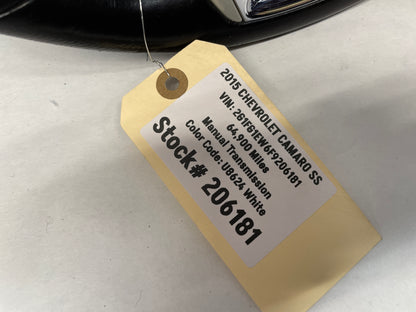 2015 CHEVROLET CAMARO SS
VIN: 2G1FG1EW6F9206181
64,900 Miles
Manual Transmission
Color Code: U8624 White
Stock# 206181